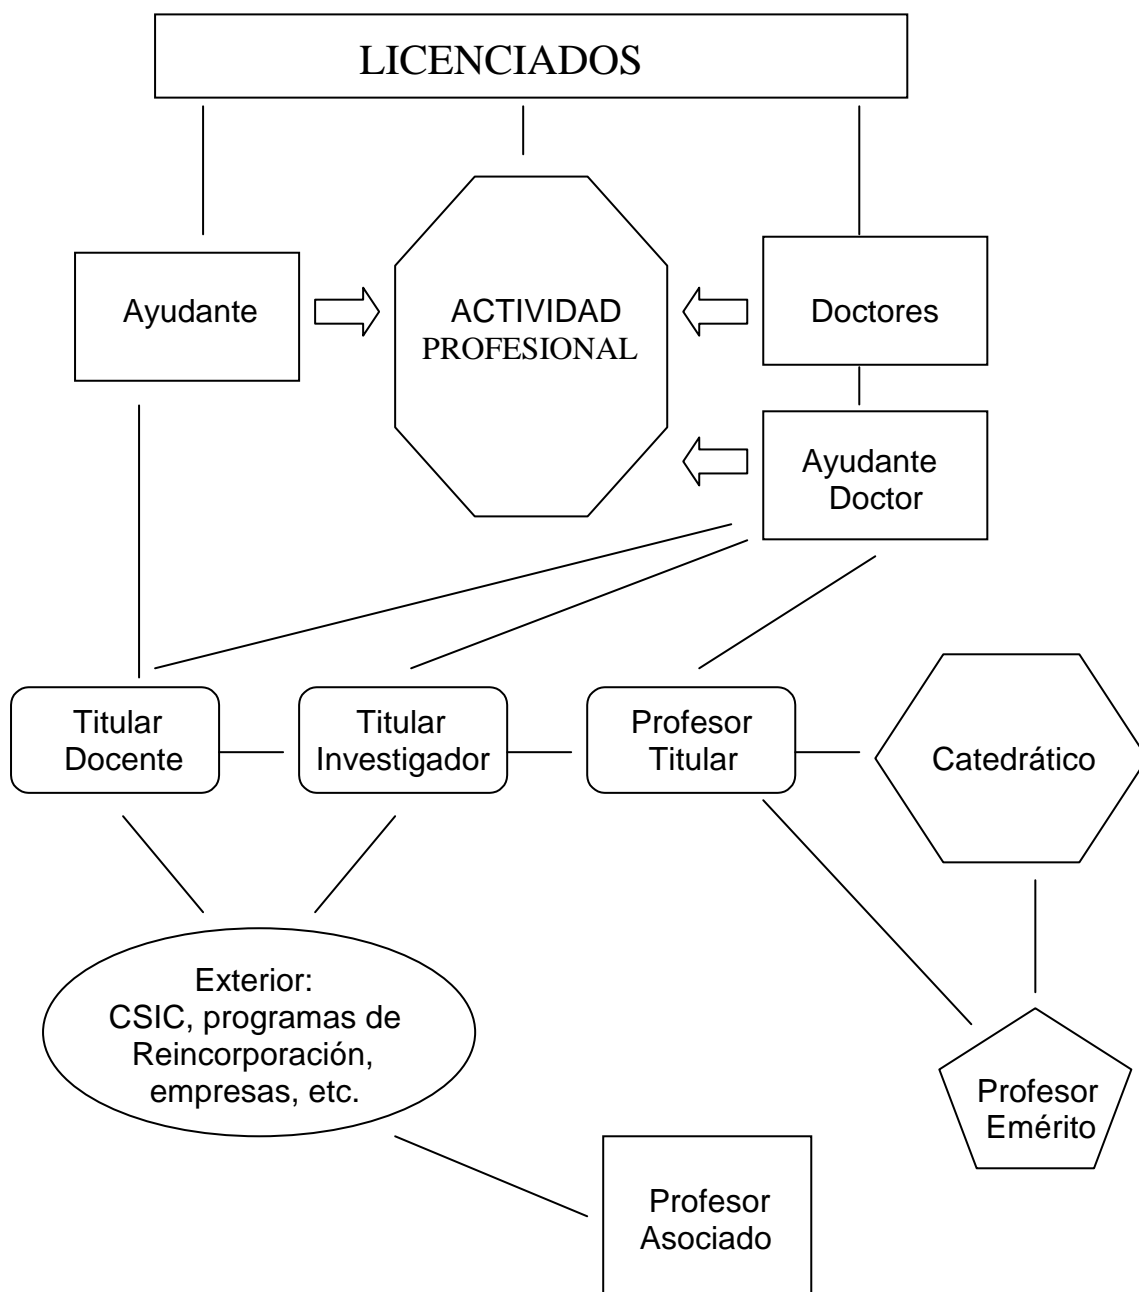 LICENCIADOS
Ayudante
ACTIVIDAD
PROFESIONAL
Doctores
Ayudante
Doctor
Titular
Docente
Titular
Investigador
Profesor
Titular
Catedrático
Exterior:
CSIC, programas de
Reincorporación,
empresas, etc.
Profesor
Emérito
Profesor
Asociado